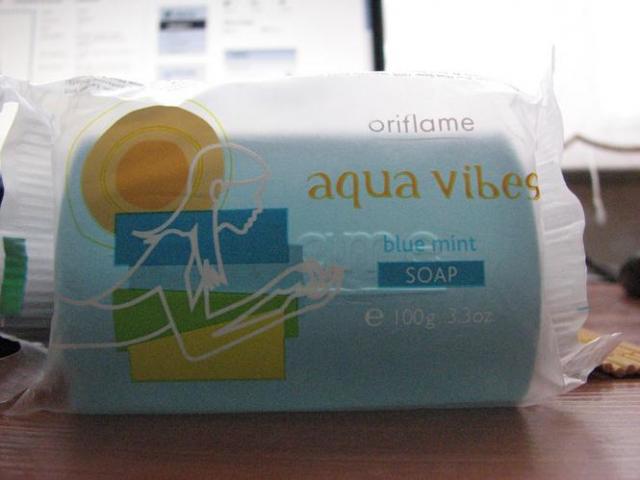 oriflame
aqua vibes
blue mint
SOAP
e 100g 3.3oz